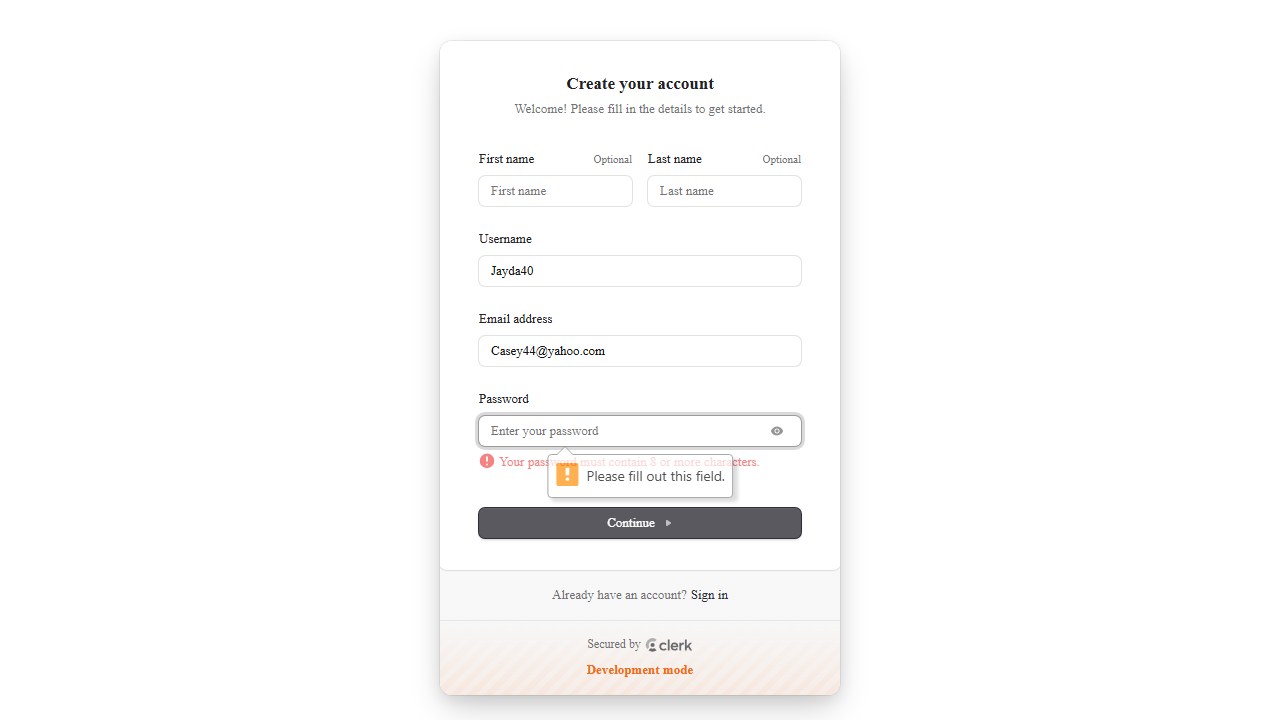 Create your account
Welcome! Please fill in the details to get started.
First name Optional Last name Optional
First name Last name
Username
Jayda40
Email address
Casey44@yahoo.com
Password
Enter your password
Your password must contain 8 or more characters.
Please fill out this field.
Continue
Already have an account? Sign in
Secured by clerk
Development mode